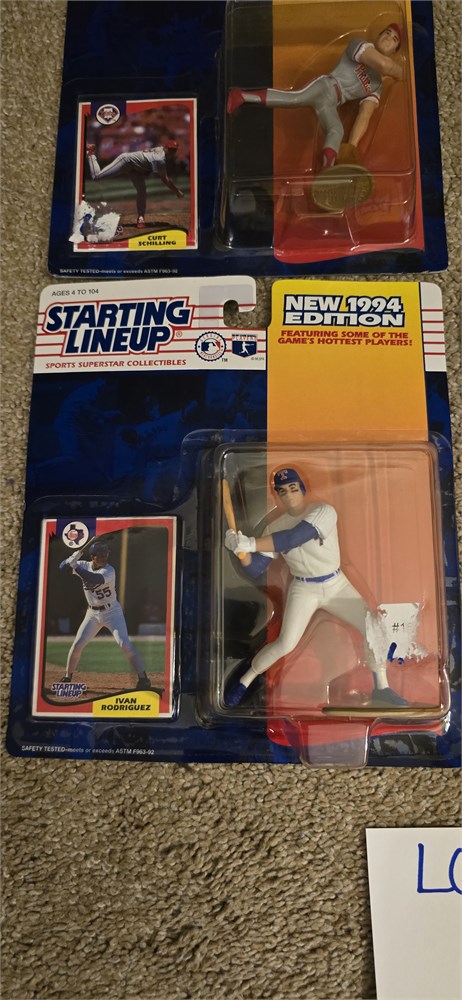 CURT
SCHILLING
SAFETY TESTED-meets or exceeds ASTM F963-92
AGES 4 TO 104
STARTING
LINEUP®
TM
SPORTS SUPERSTAR COLLECTIBLES
NEW 1994
EDITION
FEATURING SOME OF THE
GAME'S HOTTEST PLAYERS!
T
55
STARTING
LINEUP
IVAN
RODRIGUEZ
SAFETY TESTED-meets or exceeds ASTM F963-92